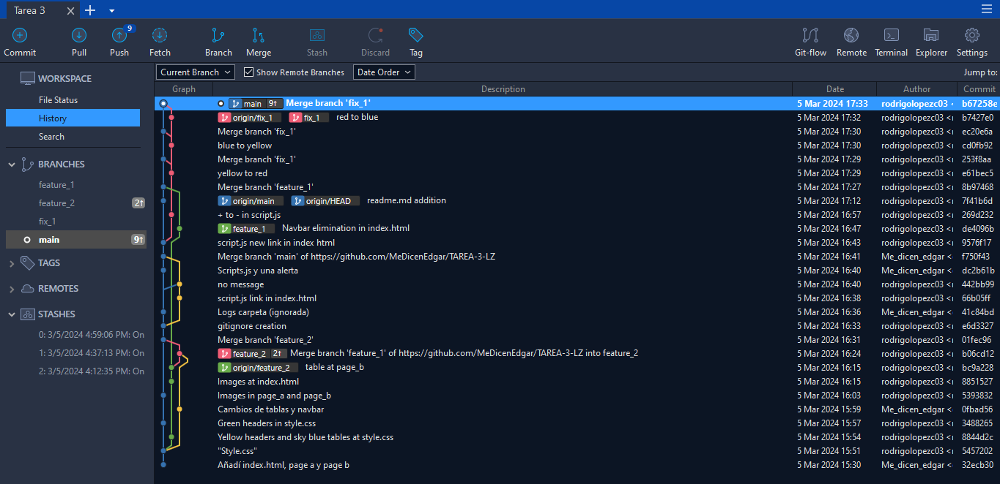 Tarea 3
9
Commit Pull Push Fetch Branch Merge Stash Discard Tag Git-flow Remote Terminal Explorer Settings
Current Branch Show Remote Branches Date Order Jump to:
Graph Description Date Author Commit
WORKSPACE
File Status
History
Search
BRANCHES
feature_1
feature_2 2↑
fix_1
main 9↑
TAGS
REMOTES
STASHES
0: 3/5/2024 4:59:06 PM: On
1: 3/5/2024 4:37:13 PM: On
2: 3/5/2024 4:12:35 PM: On
main 9↑ Merge branch 'fix_1' 5 Mar 2024 17:33 rodrigolopezc03 < b67258e
origin/fix_1 fix_1 red to blue 5 Mar 2024 17:32 rodrigolopezc03 <r b7427e0
Merge branch 'fix_1' 5 Mar 2024 17:30 rodrigolopezc03 <r ec20e6a
blue to yellow 5 Mar 2024 17:30 rodrigolopezc03 <r cd0fb92
Merge branch 'fix_1' 5 Mar 2024 17:29 rodrigolopezc03 <r 253f8aa
yellow to red 5 Mar 2024 17:29 rodrigolopezc03 <r e61bec5
Merge branch 'feature_1' 5 Mar 2024 17:27 rodrigolopezc03 <r 8b97468
origin/main origin/HEAD readme.md addition 5 Mar 2024 17:12 rodrigolopezc03 <r 7f41b6d
+ to - in script.js 5 Mar 2024 16:57 rodrigolopezc03 <r 269d232
feature_1 Navbar elimination in index.html 5 Mar 2024 16:47 rodrigolopezc03 <r de4096b
script.js new link in index html 5 Mar 2024 16:43 rodrigolopezc03 <r 9576f17
Merge branch 'main' of https://github.com/MeDicenEdgar/TAREA-3-LZ 5 Mar 2024 16:41 Me_dicen_edgar < f750f43
Scripts.js y una alerta 5 Mar 2024 16:40 Me_dicen_edgar < dc2b61b
no message 5 Mar 2024 16:40 rodrigolopezc03 <r 442bb99
script.js link in index.html 5 Mar 2024 16:38 rodrigolopezc03 <r 66b05ff
Logs carpeta (ignorada) 5 Mar 2024 16:36 Me_dicen_edgar < 41c84bd
gitignore creation 5 Mar 2024 16:33 rodrigolopezc03 <r e6d3327
Merge branch 'feature_2' 5 Mar 2024 16:31 rodrigolopezc03 <r 01fec96
feature_2 2↑ Merge branch 'feature_1' of https://github.com/MeDicenEdgar/TAREA-3-LZ into feature_2 5 Mar 2024 16:24 rodrigolopezc03 <r b06cd12
origin/feature_2 table at page_b 5 Mar 2024 16:15 rodrigolopezc03 <r bc9a228
Images at index.html 5 Mar 2024 16:15 rodrigolopezc03 <r 8851527
Images in page_a and page_b 5 Mar 2024 16:03 rodrigolopezc03 <r 5393832
Cambios de tablas y navbar 5 Mar 2024 15:59 Me_dicen_edgar < 0fbad56
Green headers in style.css 5 Mar 2024 15:57 rodrigolopezc03 <r 3488265
Yellow headers and sky blue tables at style.css 5 Mar 2024 15:54 rodrigolopezc03 <r 8844d2c
"Style.css" 5 Mar 2024 15:51 rodrigolopezc03 <r 5457202
Añadí index.html, page a y page b 5 Mar 2024 15:30 Me_dicen_edgar < 32ecb30